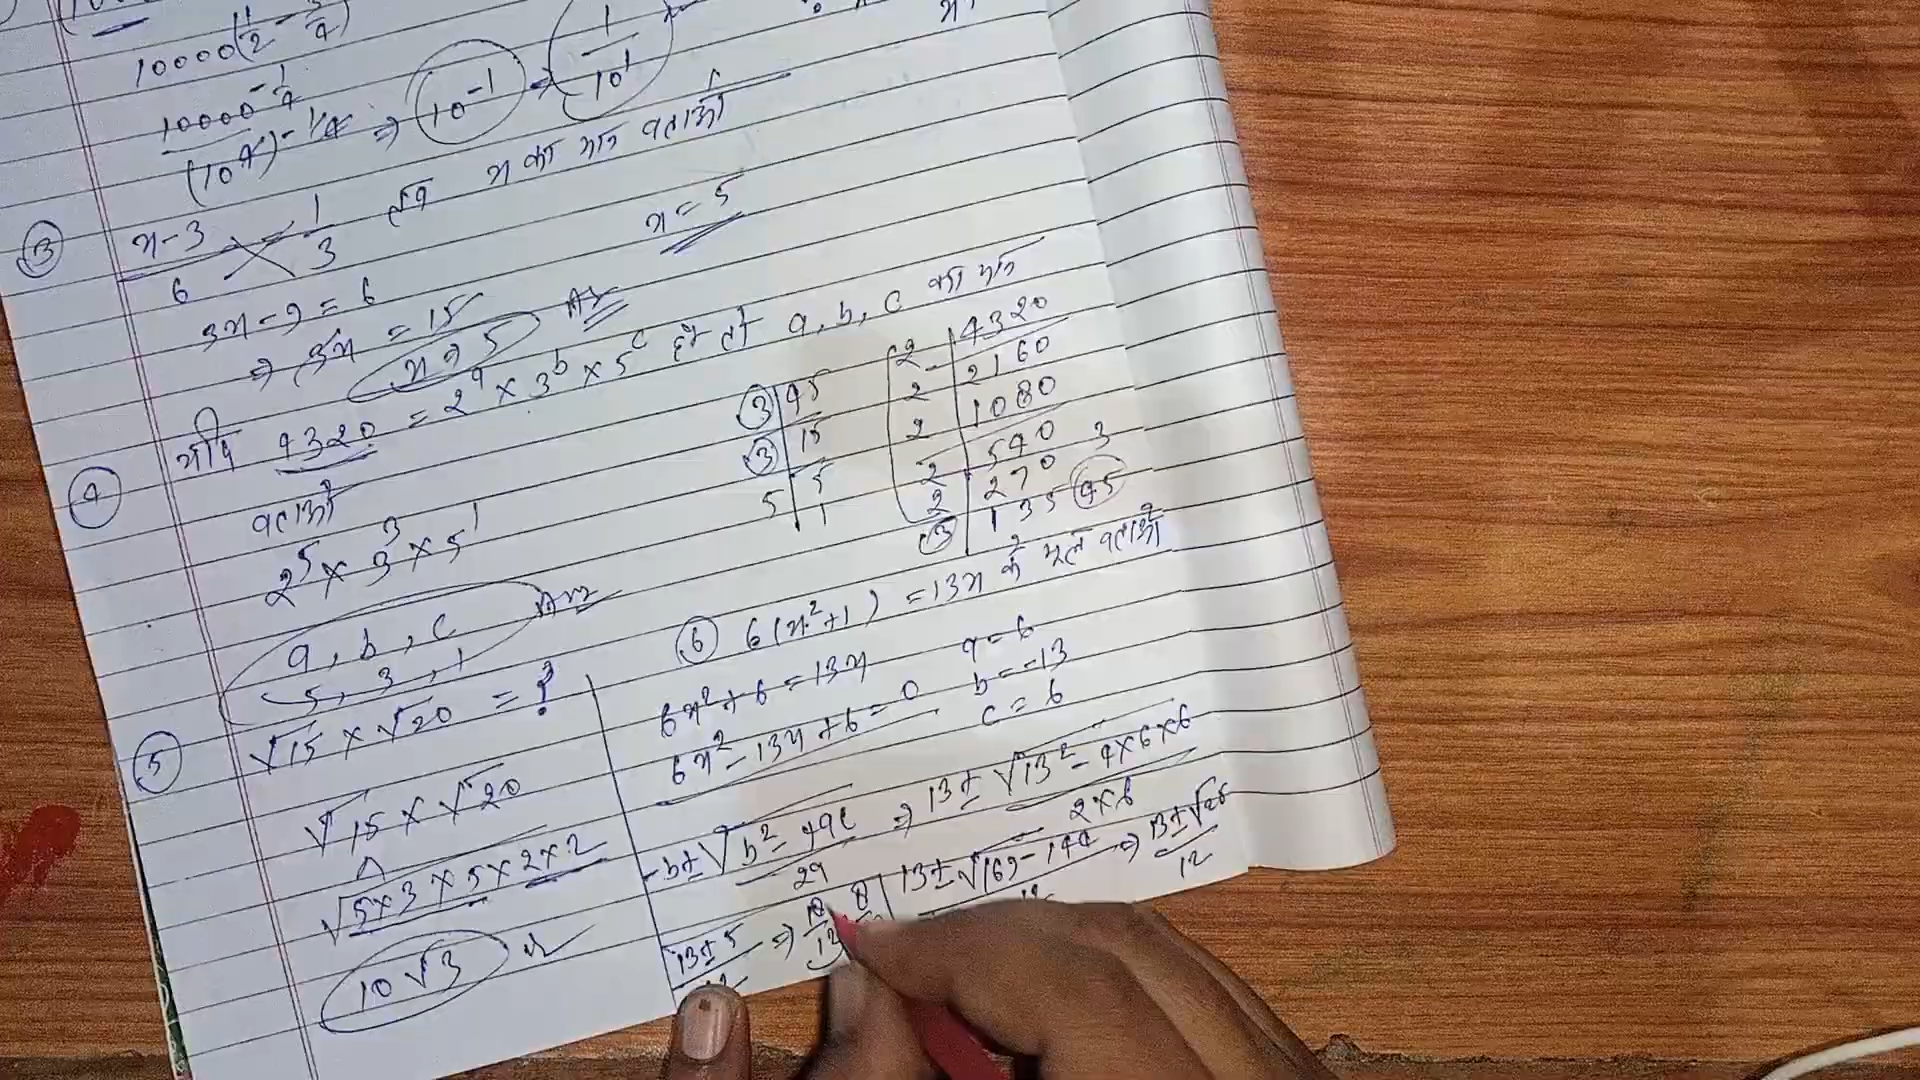 10000(1/2 - 3/4)
10000^-1/4
(10^4)^-1/4 ⇒ 10^-1 ⇒ 1/10^1
③ x-3/6 = 1/3 तो x का मान बताओ
3x-9 = 6
x = 5
⇒ 3x = 15
x = 5 Ans
④ यदि 4320 = 2^a × 3^b × 5^c है तो a, b, c का मान
बताओ
2^5 × 3^3 × 5^1
a, b, c Ans
5, 3, 1
3 | 45
3 | 15
5 | 5
1
2 | 4320
2 | 2160
2 | 1080
2 | 540
2 | 270
3 | 135
3
45
⑤ √15 × √20 = ?
√15 × √20
√5×3×5×2×2
10√3
⑥ 6(x²+1) = 13x के मूल बताओ
6x²+6 = 13x
6x²-13x+6 = 0
a = 6
b = -13
c = 6
-b±√b²-4ac/2a ⇒ 13±√13²-4×6×6/2×6
13±√169-144 ⇒ 13±√25/12
13±5/12 ⇒